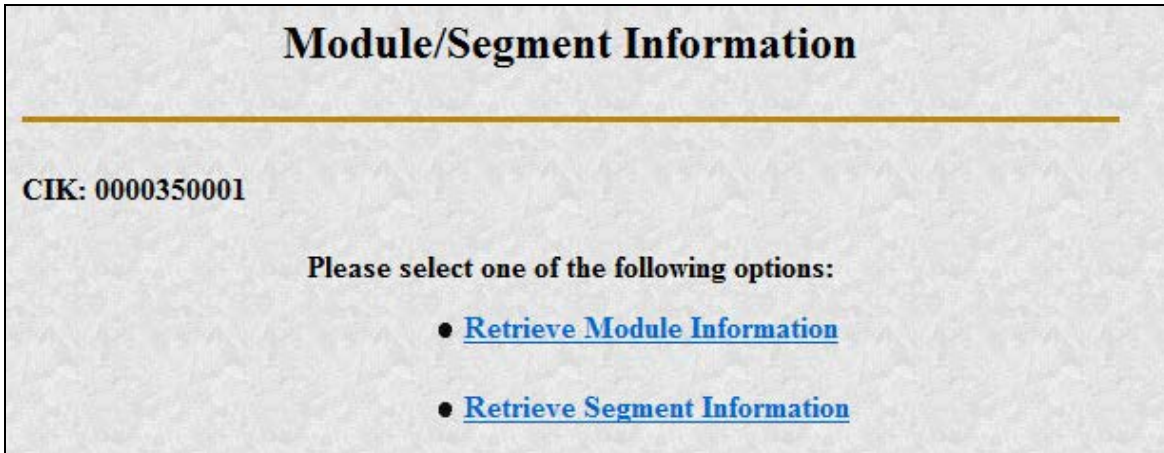 Module/Segment Information
CIK: 0000350001
Please select one of the following options:
● Retrieve Module Information
● Retrieve Segment Information